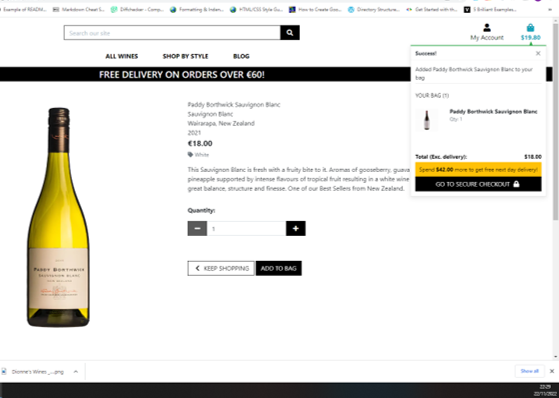 Example of READM...
Markdown Cheat S...
Diffchecker - Comp...
Formatting & Inden...
HTML/CSS Style Gu...
How to Create Goo...
Directory Structure...
Get Started with M...
8 Brilliant Examples...
Search our site
My Account
$19.80
ALL WINES
SHOP BY STYLE
BLOG
FREE DELIVERY ON ORDERS OVER €60!
Success!
Added Paddy Borthwick Sauvignon Blanc to your
bag
YOUR BAG (1)
Paddy Borthwick Sauvignon Blanc
Qty: 1
Total (Exc. delivery):
$18.00
Spend $42.00 more to get free next day delivery!
GO TO SECURE CHECKOUT
Paddy Borthwick Sauvignon Blanc
Sauvignon Blanc
Wairarapa, New Zealand
2021
€18.00
White
This Sauvignon Blanc is fresh with a fruity bite to it. Aromas of gooseberry, guava
pineapple supported by intense flavours of tropical fruit resulting in a white wine
great balance, structure and finesse. One of our Best Sellers from New Zealand.
Quantity:
1
KEEP SHOPPING
ADD TO BAG
PADDY BORTHWICK
SAUVIGNON BLANC
NEW ZEALAND
Dionne's Wines _....png
Show all
22:29
22/11/2022